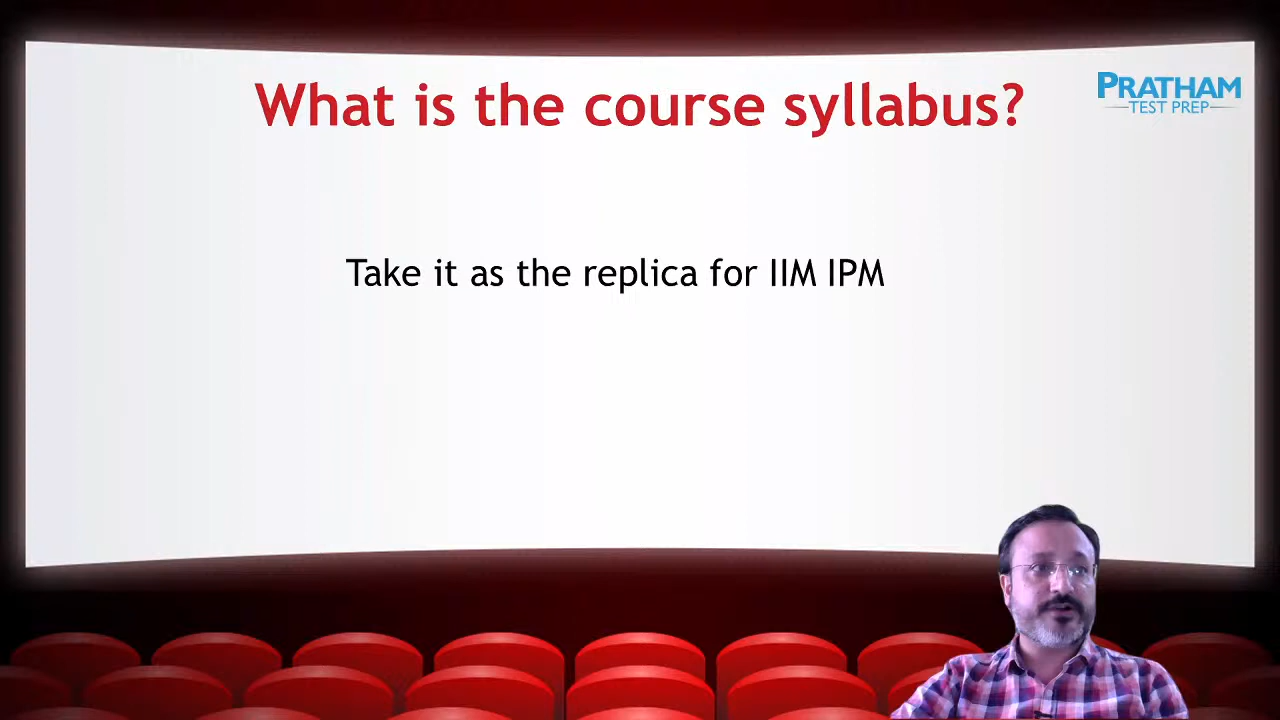 What is the course syllabus?
PRATHAM
TEST PREP
Take it as the replica for IIM IPM